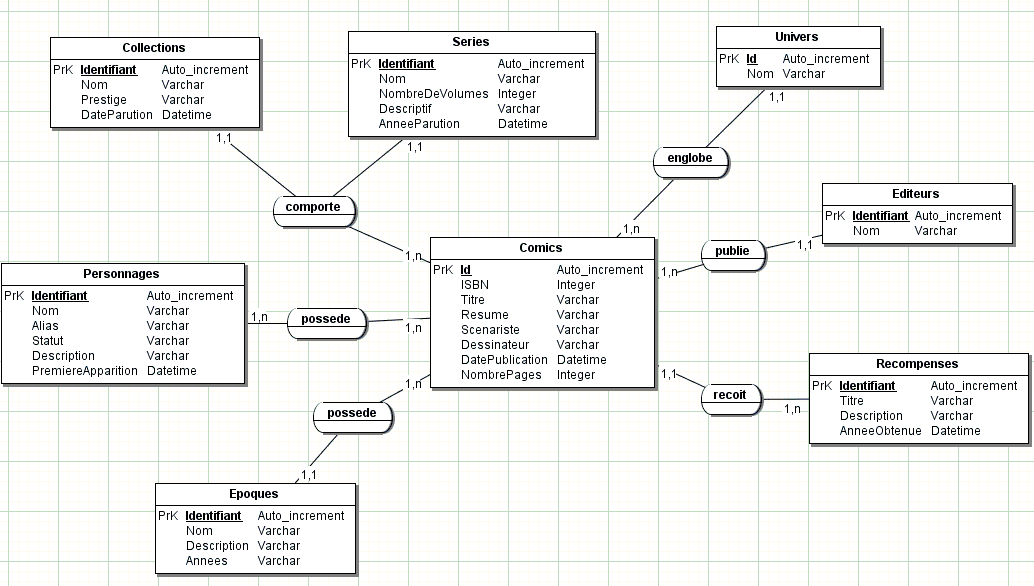 Collections
PrK Identifiant Auto_increment
Nom Varchar
Prestige Varchar
DateParution Datetime
1,1
Series
PrK Identifiant Auto_increment
Nom Varchar
NombreDeVolumes Integer
Descriptif Varchar
AnneeParution Datetime
1,1
Univers
PrK Id Auto_increment
Nom Varchar
1,1
englobe
1,n
comporte
1,n
Editeurs
PrK Identifiant Auto_increment
Nom Varchar
1,1
publie
1,n
Comics
PrK Id Auto_increment
ISBN Integer
Titre Varchar
Resume Varchar
Scenariste Varchar
Dessinateur Varchar
DatePublication Datetime
NombrePages Integer
Personnages
PrK Identifiant Auto_increment
Nom Varchar
Alias Varchar
Statut Varchar
Description Varchar
PremiereApparition Datetime
1,n
possede
1,n
1,n
possede
1,1
1,1
recoit
1,n
Recompenses
PrK Identifiant Auto_increment
Titre Varchar
Description Varchar
AnneeObtenue Datetime
Epoques
PrK Identifiant Auto_increment
Nom Varchar
Description Varchar
Annees Varchar